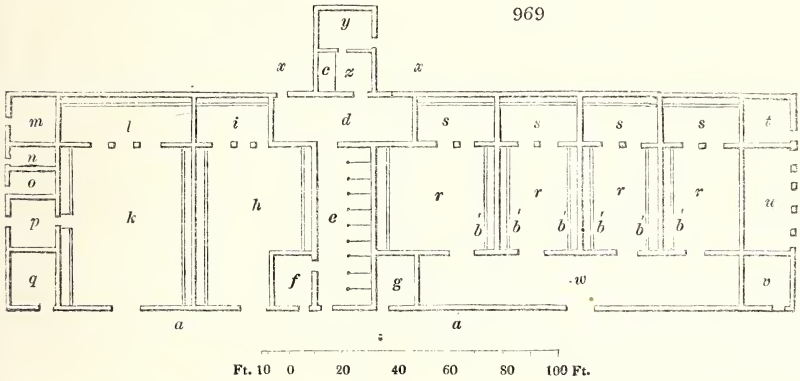 969
y
x c z x
m l i d s s s s t
n
o
p k h e r r r r u
b' b' b' b' b' b'
q f g w v
a a
Ft. 10 0 20 40 60 80 100 Ft.